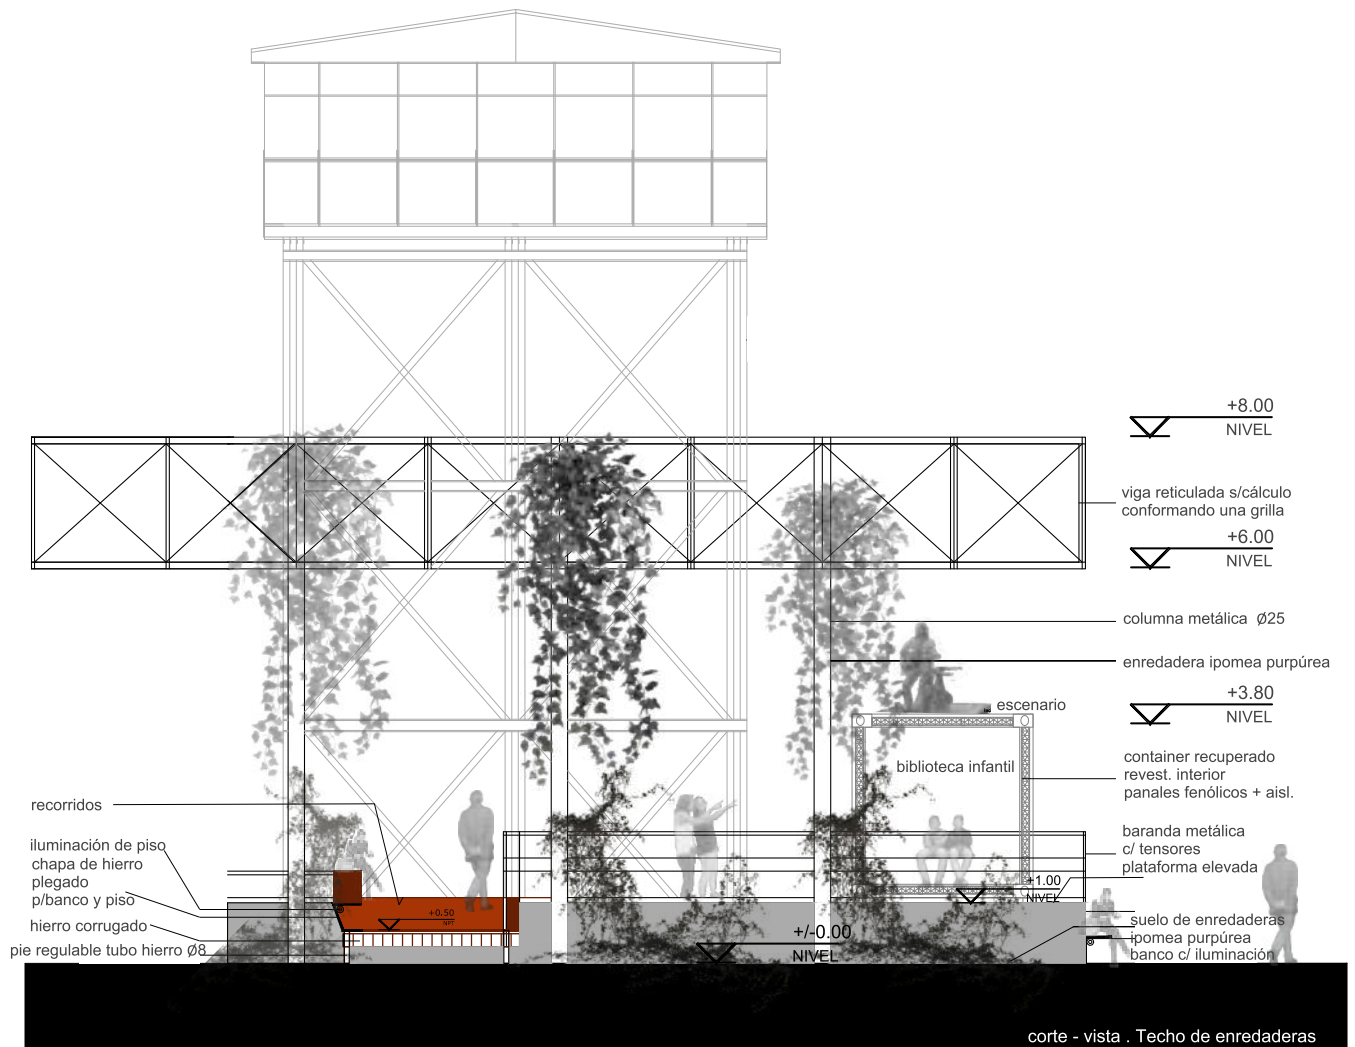 +8.00
NIVEL
viga reticulada s/cálculo
conformando una grilla
+6.00
NIVEL
columna metálica Ø25
enredadera ipomea purpúrea
+3.80
NIVEL
escenario
biblioteca infantil
container recuperado
revest. interior
panales fenólicos + aisl.
recorridos
baranda metálica
c/ tensores
plataforma elevada
iluminación de piso
chapa de hierro
plegado
p/banco y piso
+1.00
NIVEL
+0.50
NPT
hierro corrugado
pie regulable tubo hierro Ø8
+/-0.00
NIVEL
suelo de enredaderas
ipomea purpúrea
banco c/ iluminación
corte - vista . Techo de enredaderas